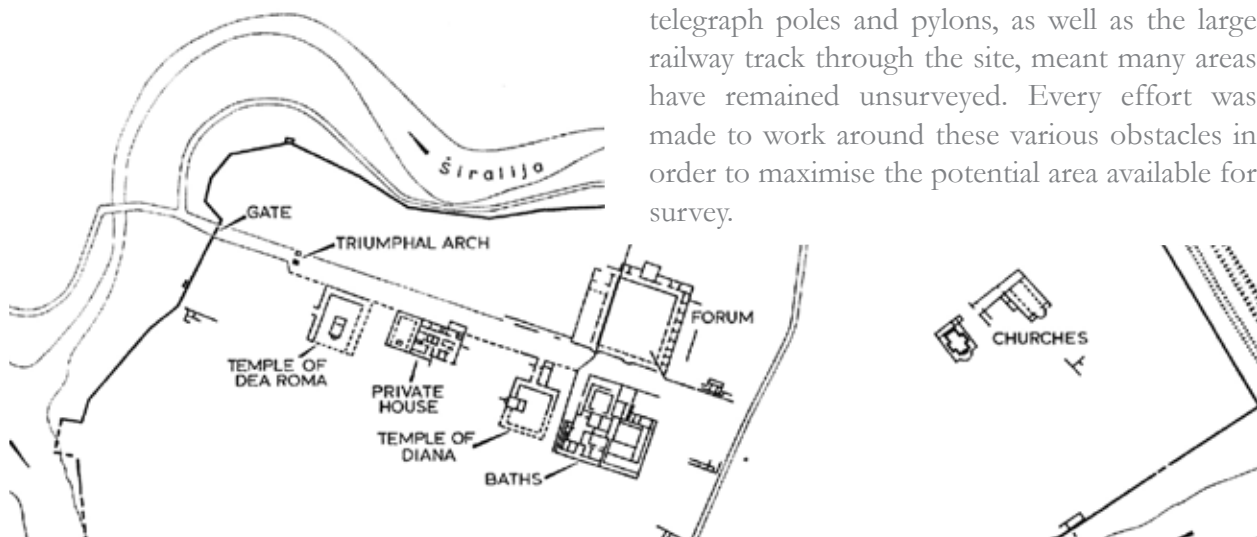 telegraph poles and pylons, as well as the large
railway track through the site, meant many areas
have remained unsurveyed. Every effort was
made to work around these various obstacles in
order to maximise the potential area available for
survey.
Širalija
GATE
TRIUMPHAL ARCH
FORUM
CHURCHES
TEMPLE OF
DEA ROMA
PRIVATE
HOUSE
TEMPLE OF
DIANA
BATHS